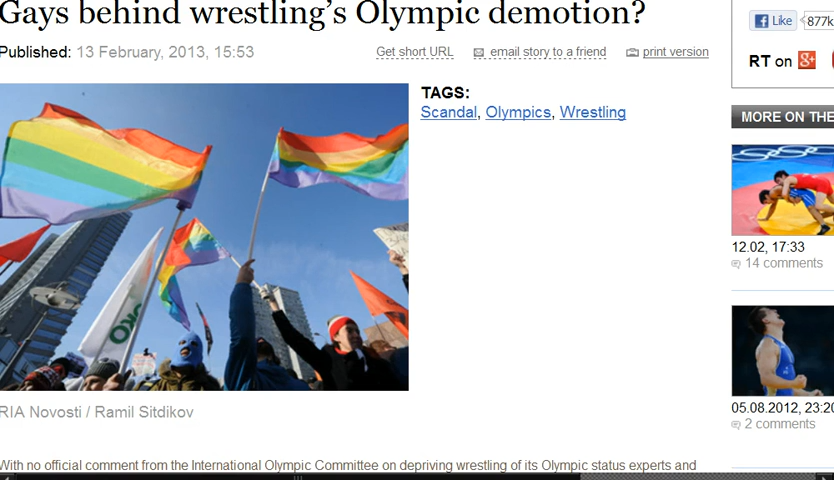 Gays behind wrestling's Olympic demotion?
Published: 13 February, 2013, 15:53
Get short URL
email story to a friend
print version
TAGS:
Scandal, Olympics, Wrestling
RIA Novosti / Ramil Sitdikov
With no official comment from the International Olympic Committee on depriving wrestling of its Olympic status experts and
Like
877k
RT on
MORE ON THE
12.02, 17:33
14 comments
05.08.2012, 23:20
2 comments